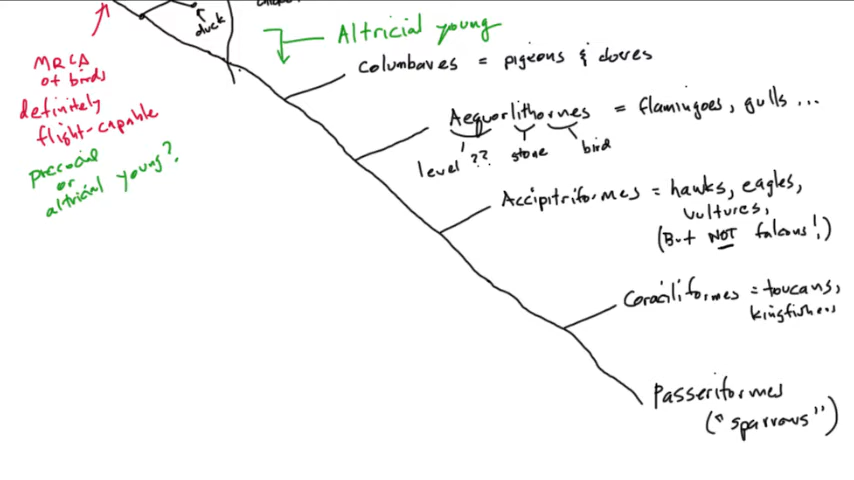 duck
Altricial young
MRCA
of birds
definitely
flight-capable
precocial
or
altricial young?
Columbaves = pigeons & doves
Aequorlithornes = flamingoes, gulls ...
level ?? stone bird
Accipitriformes = hawks, eagles,
vultures,
(But NOT falcons!)
Coraciiformes = toucans,
kingfishers
Passeriformes
("sparrows")